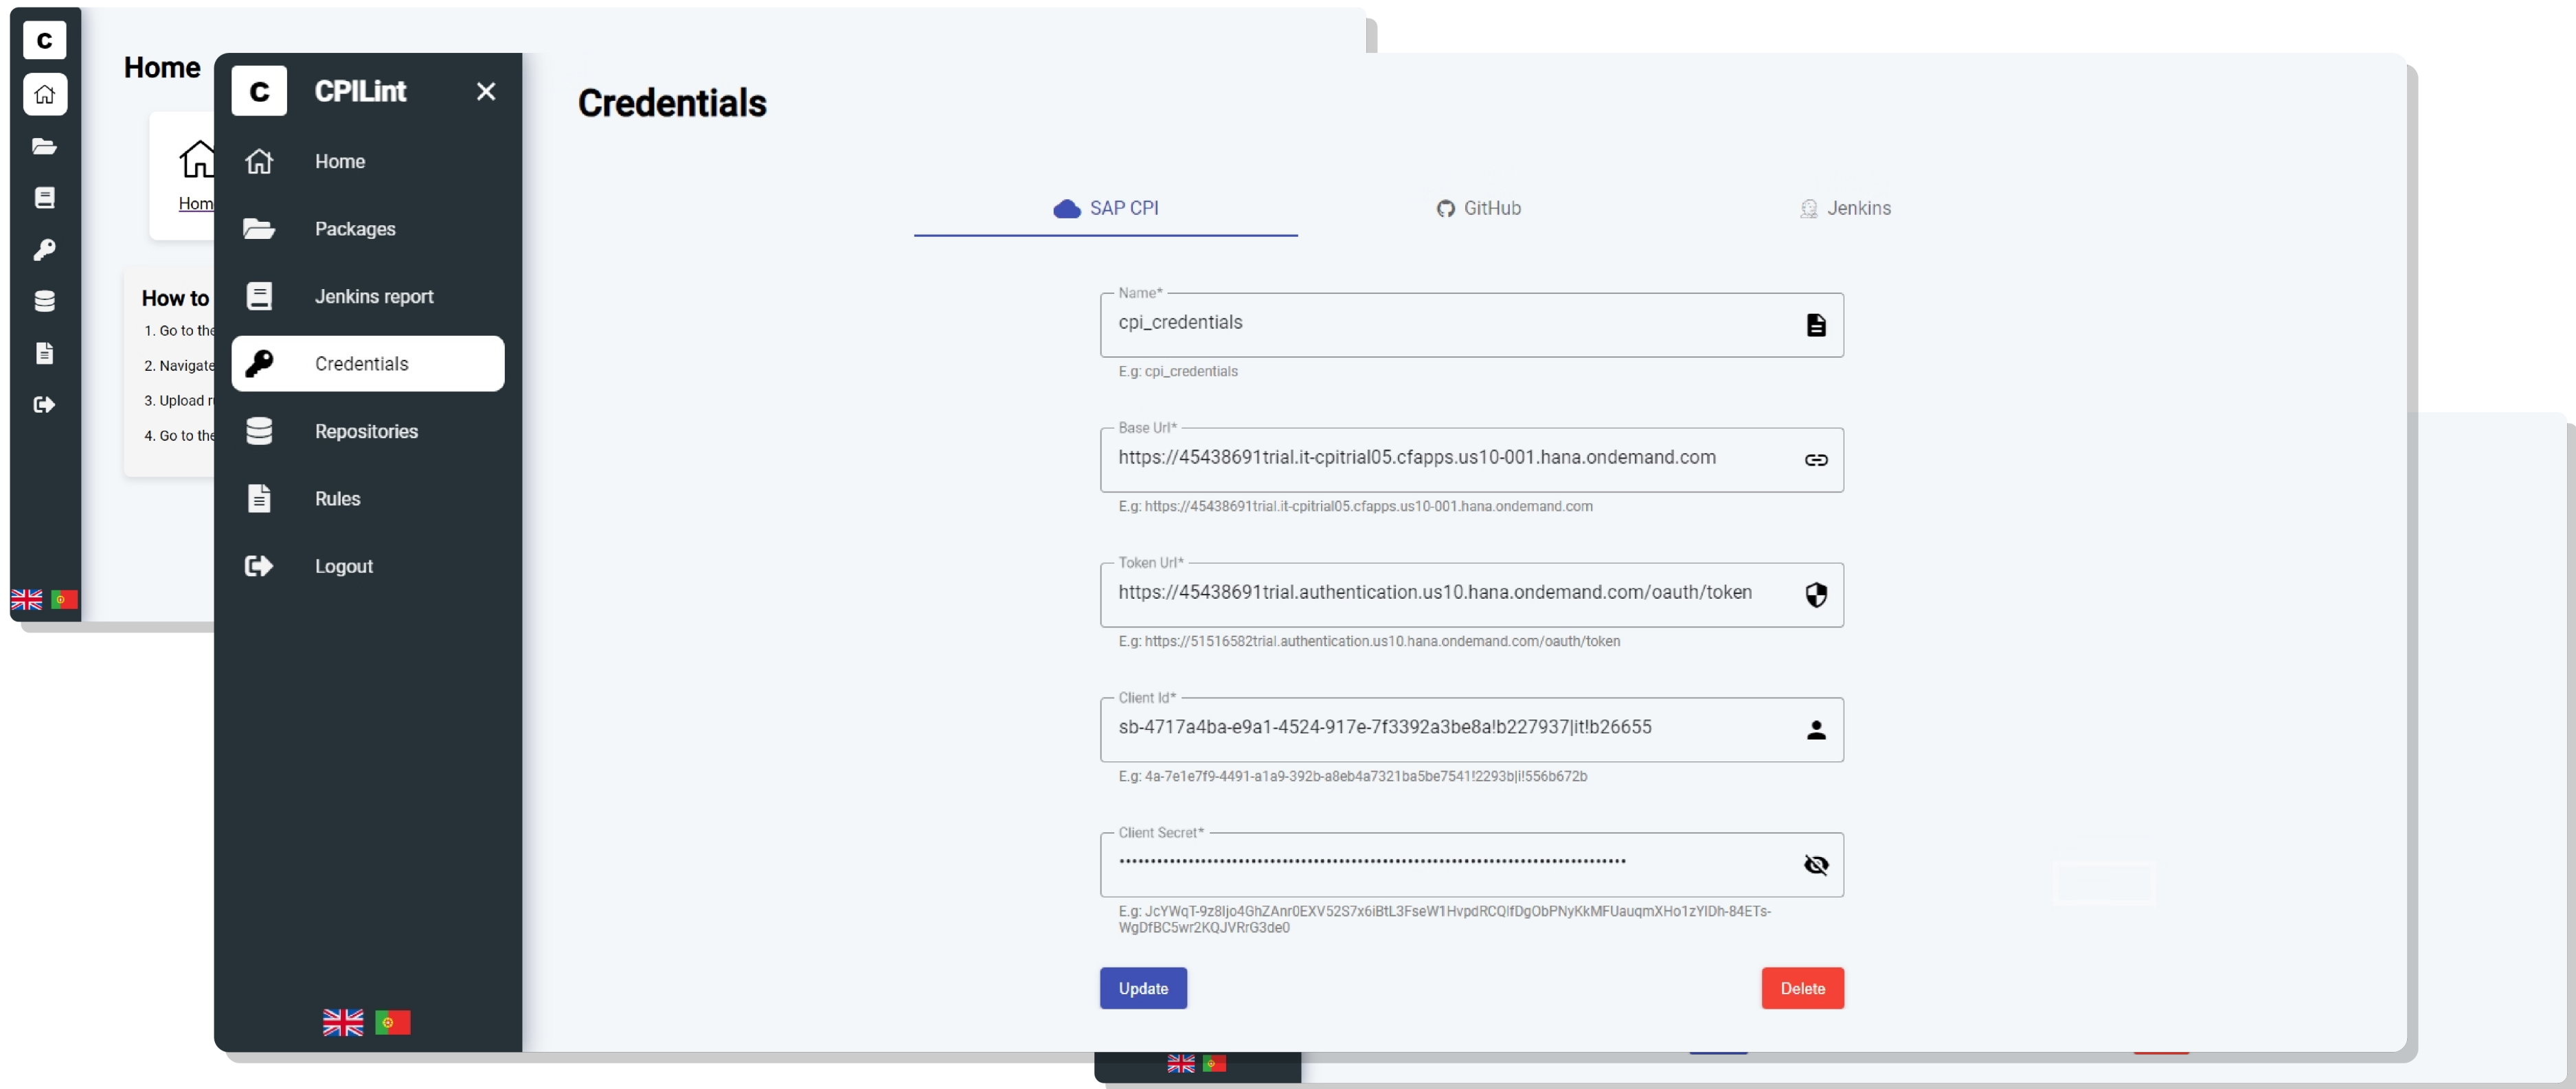 C
Home
Hom
How to
1. Go to the
2. Navigate
3. Upload r
4. Go to the
C
CPILint
Home
Packages
Jenkins report
Credentials
Repositories
Rules
Logout
Credentials
SAP CPI
GitHub
Jenkins
Name*
cpi_credentials
E.g: cpi_credentials
Base Url*
https://45438691trial.it-cpitrial05.cfapps.us10-001.hana.ondemand.com
E.g: https://45438691trial.it-cpitrial05.cfapps.us10-001.hana.ondemand.com
Token Url*
https://45438691trial.authentication.us10.hana.ondemand.com/oauth/token
E.g: https://51516582trial.authentication.us10.hana.ondemand.com/oauth/token
Client Id*
sb-4717a4ba-e9a1-4524-917e-7f3392a3be8a!b227937|it!b26655
E.g: 4a-7e1e7f9-4491-a1a9-392b-a8eb4a7321ba5be7541!2293b|i!556b672b
Client Secret*
E.g: JcYWqT-9z8Ijo4GhZAnr0EXV52S7x6iBtL3FseW1HvpdRCQIfDgObPNyKkMFUauqmXHo1zYIDh-84ETs-
WgDfBC5wr2KQJVRrG3de0
Update
Delete